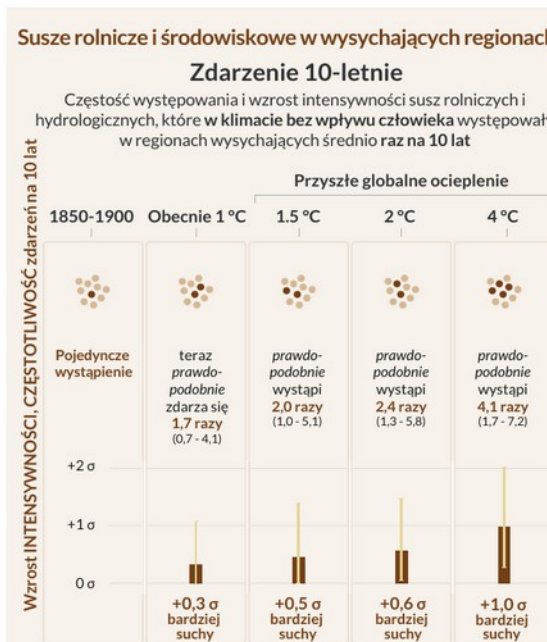 Susze rolnicze i środowiskowe w wysychających regionach
Zdarzenie 10-letnie
Częstość występowania i wzrost intensywności susz rolniczych i
hydrologicznych, które w klimacie bez wpływu człowieka występował
w regionach wysychających średnio raz na 10 lat
Wzrost INTENSYWNOŚCI, CZĘSTOTLIWOŚĆ zdarzeń na 10 lat
Przyszłe globalne ocieplenie
1850-1900 Obecnie 1 °C 1.5 °C 2 °C 4 °C
Pojedyncze
wystąpienie
teraz
prawdo-
podobnie
zdarza się
1,7 razy
(0,7 - 4,1)
prawdo-
podobnie
wystąpi
2,0 razy
(1,0 - 5,1)
prawdo-
podobnie
wystąpi
2,4 razy
(1,3 - 5,8)
prawdo-
podobnie
wystąpi
4,1 razy
(1,7 - 7,2)
+2 σ
+1 σ
0 σ
+0,3 σ
bardziej
suchy
+0,5 σ
bardziej
suchy
+0,6 σ
bardziej
suchy
+1,0 σ
bardziej
suchy